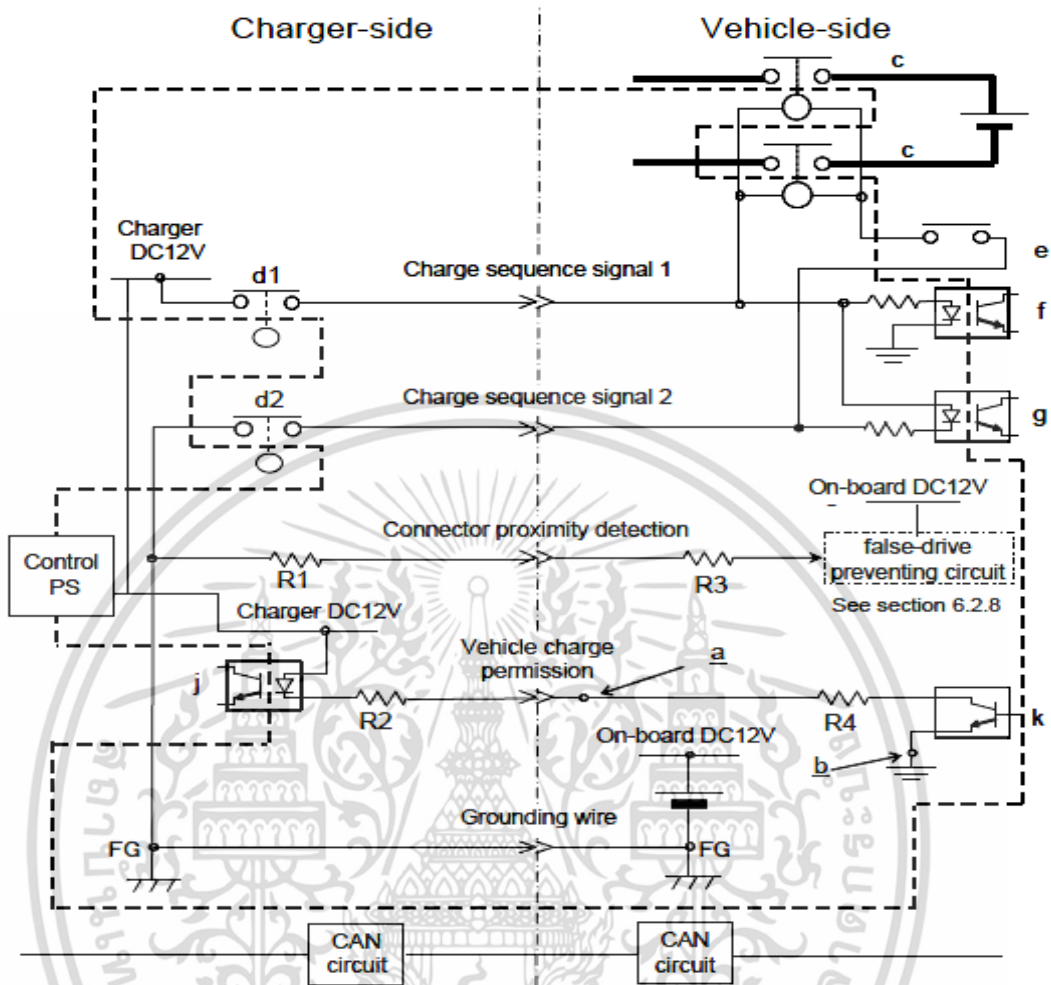 Charger-side
Vehicle-side
c
c
Charger
DC12V
d1
Charge sequence signal 1
e
f
d2
Charge sequence signal 2
g
On-board DC12V
Control
PS
Connector proximity detection
R1
R3
false-drive
preventing circuit
See section 6.2.8
Charger DC12V
Vehicle charge
permission
a
j
R2
R4
k
On-board DC12V
b
Grounding wire
FG
FG
CAN
circuit
CAN
circuit